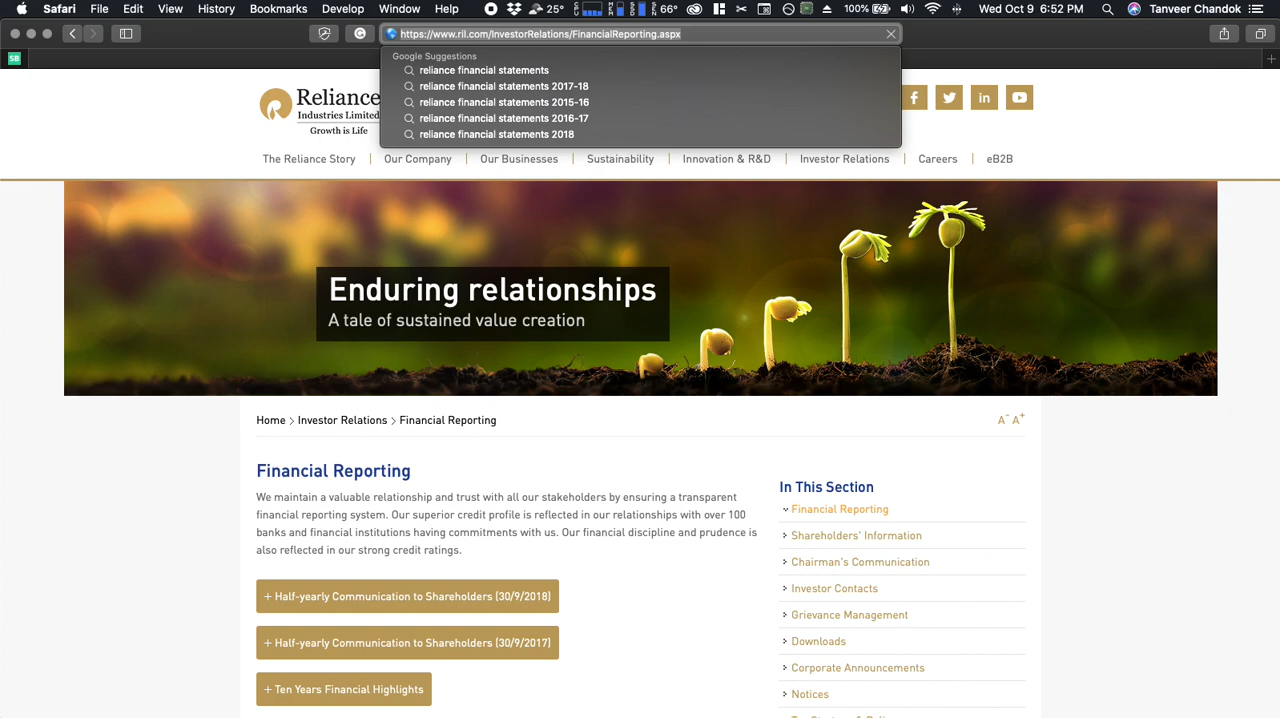 Safari File Edit View History Bookmarks Develop Window Help 25° 66° 100% Wed Oct 9 6:52 PM Tanveer Chandok
https://www.ril.com/InvestorRelations/FinancialReporting.aspx
SB
Google Suggestions
reliance financial statements
reliance financial statements 2017-18
reliance financial statements 2015-16
reliance financial statements 2016-17
reliance financial statements 2018
Reliance
Industries Limited
Growth is Life
The Reliance Story | Our Company | Our Businesses | Sustainability | Innovation & R&D | Investor Relations | Careers | eB2B
Enduring relationships
A tale of sustained value creation
Home > Investor Relations > Financial Reporting
A- A+
Financial Reporting
We maintain a valuable relationship and trust with all our stakeholders by ensuring a transparent
financial reporting system. Our superior credit profile is reflected in our relationships with over 100
banks and financial institutions having commitments with us. Our financial discipline and prudence is
also reflected in our strong credit ratings.
+ Half-yearly Communication to Shareholders (30/9/2018)
+ Half-yearly Communication to Shareholders (30/9/2017)
+ Ten Years Financial Highlights
In This Section
Financial Reporting
Shareholders' Information
Chairman's Communication
Investor Contacts
Grievance Management
Downloads
Corporate Announcements
Notices